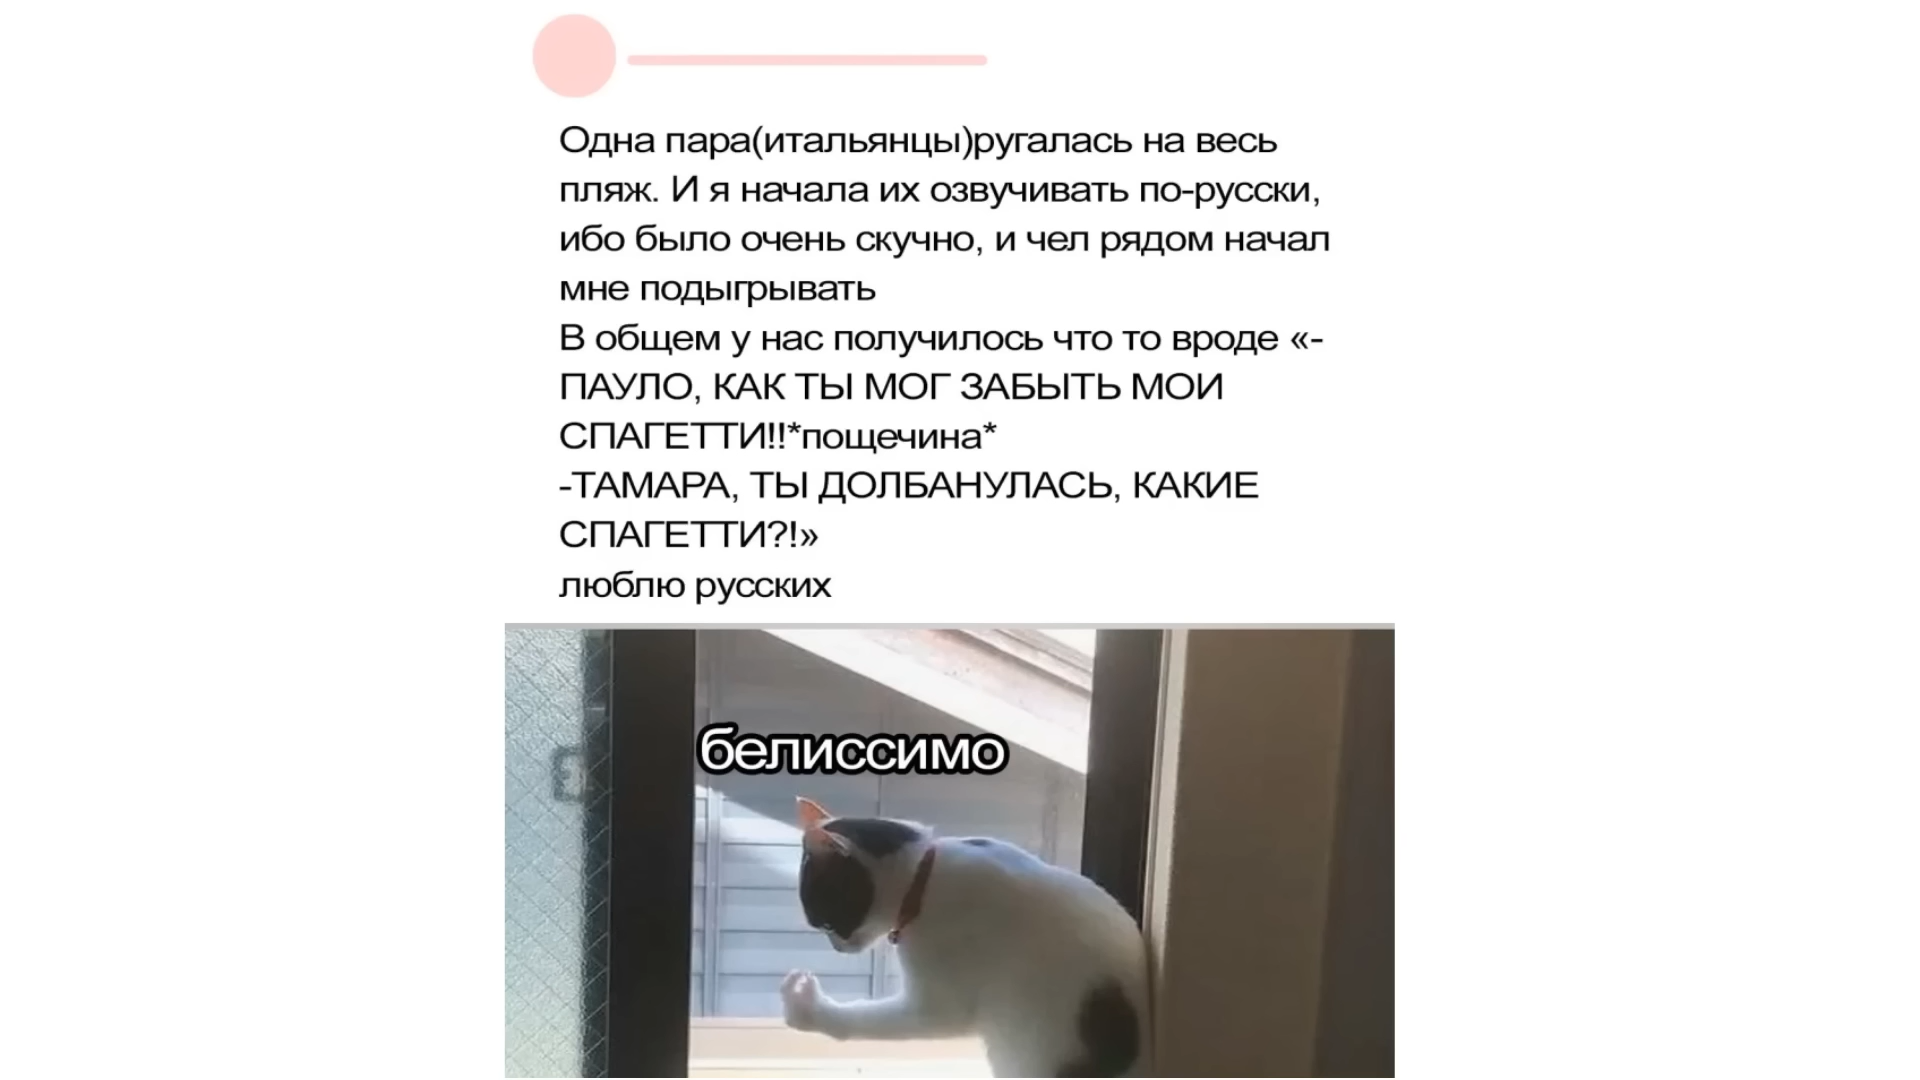 Одна пара(итальянцы)ругалась на весь
пляж. И я начала их озвучивать по-русски,
ибо было очень скучно, и чел рядом начал
мне подыгрывать
В общем у нас получилось что то вроде «-
ПАУЛО, КАК ТЫ МОГ ЗАБЫТЬ МОИ
СПАГЕТТИ!!*пощечина*
-ТАМАРА, ТЫ ДОЛБАНУЛАСЬ, КАКИЕ
СПАГЕТТИ?!»
люблю русских
белиссимо